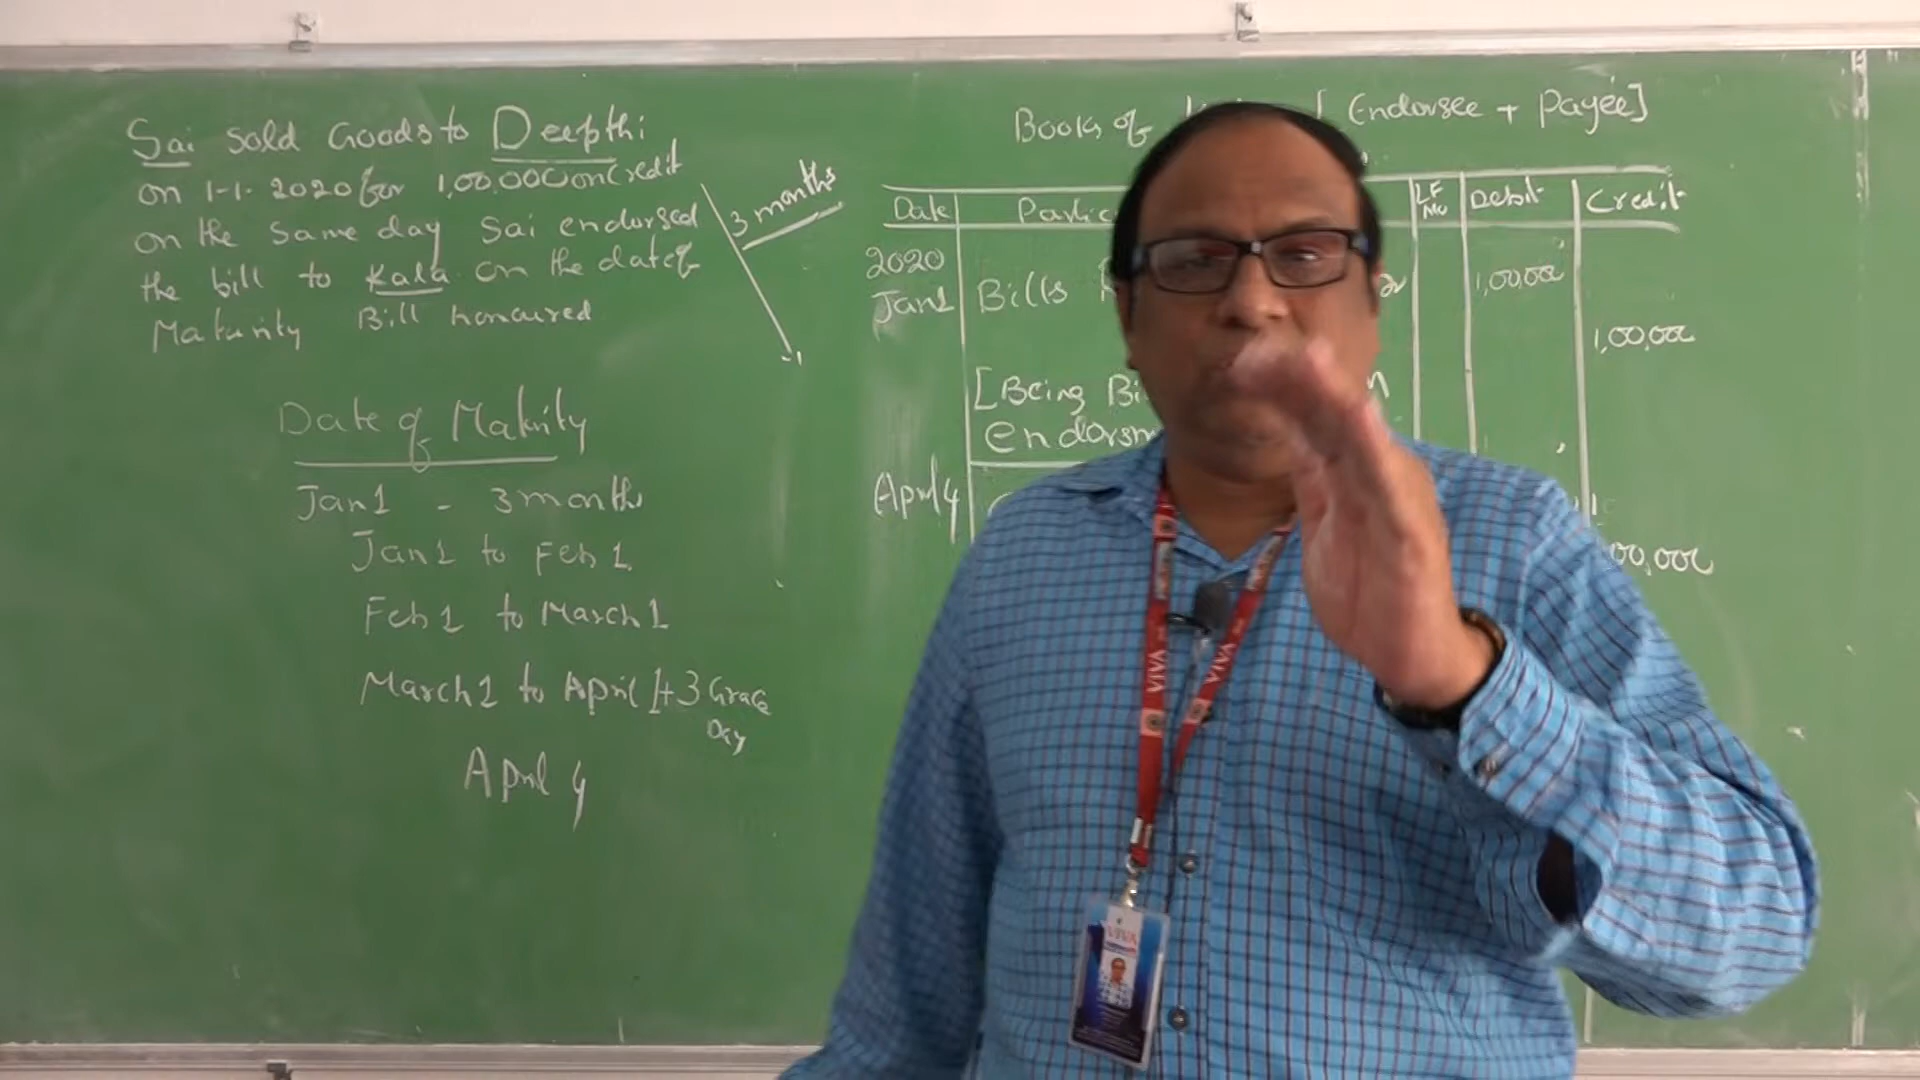 Sai sold Goods to Deepthi
on 1-1-2020 for 1,00,000 on Credit
on the same day Sai endorsed
the bill to Kala on the date of
Maturity Bill honoured
3 months
Date of Maturity
Jan 1 - 3 months
Jan 1 to Feb 1
Feb 1 to March 1
March 1 to April 1 + 3 Grace
Day
April 4
Books of [Endorsee + Payee]
Date Debit Credit
LF
No
2020
Jan 1 Bills 1,00,000
1,00,000
[Being
April 4
VIVA
VIVA
VIVA